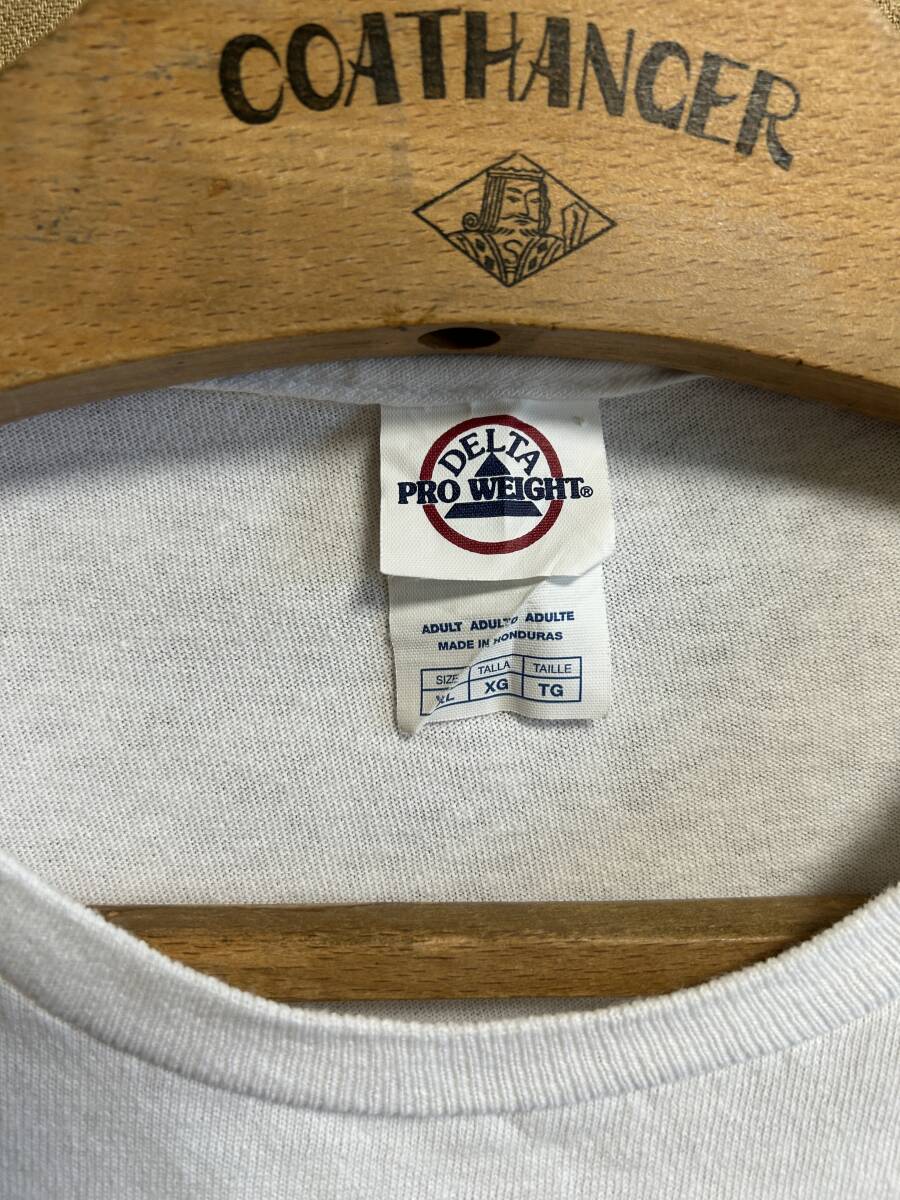 COATHANGER
S
DELTA
PRO WEIGHT®
ADULT ADULTO ADULTE
MADE IN HONDURAS
SIZE TALLA TAILLE
XL XG TG